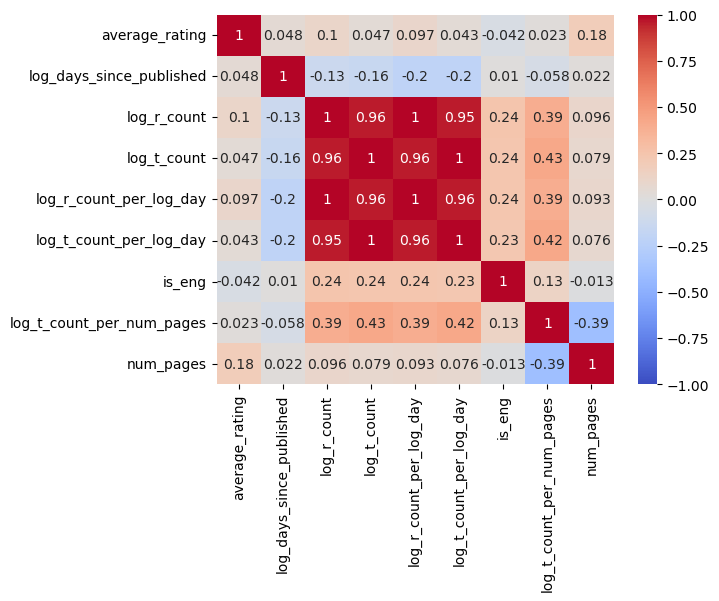 average_rating 1 0.048 0.1 0.047 0.097 0.043 -0.042 0.023 0.18
log_days_since_published 0.048 1 -0.13 -0.16 -0.2 -0.2 0.01 -0.058 0.022
log_r_count 0.1 -0.13 1 0.96 1 0.95 0.24 0.39 0.096
log_t_count 0.047 -0.16 0.96 1 0.96 1 0.24 0.43 0.079
log_r_count_per_log_day 0.097 -0.2 1 0.96 1 0.96 0.24 0.39 0.093
log_t_count_per_log_day 0.043 -0.2 0.95 1 0.96 1 0.23 0.42 0.076
is_eng -0.042 0.01 0.24 0.24 0.24 0.23 1 0.13 -0.013
log_t_count_per_num_pages 0.023 -0.058 0.39 0.43 0.39 0.42 0.13 1 -0.39
num_pages 0.18 0.022 0.096 0.079 0.093 0.076 -0.013 -0.39 1
average_rating
log_days_since_published
log_r_count
log_t_count
log_r_count_per_log_day
log_t_count_per_log_day
is_eng
log_t_count_per_num_pages
num_pages
1.00
0.75
0.50
0.25
0.00
−0.25
−0.50
−0.75
−1.00